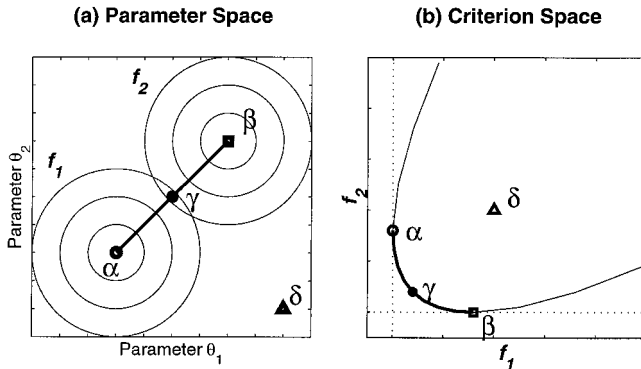 (a) Parameter Space
f2
β
f1
γ
α
δ
Parameter θ2
Parameter θ1
(b) Criterion Space
f2
δ
α
γ
β
f1